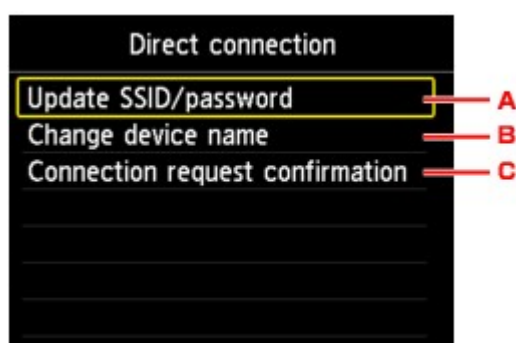 Direct connection
Update SSID/password A
Change device name B
Connection request confirmation C